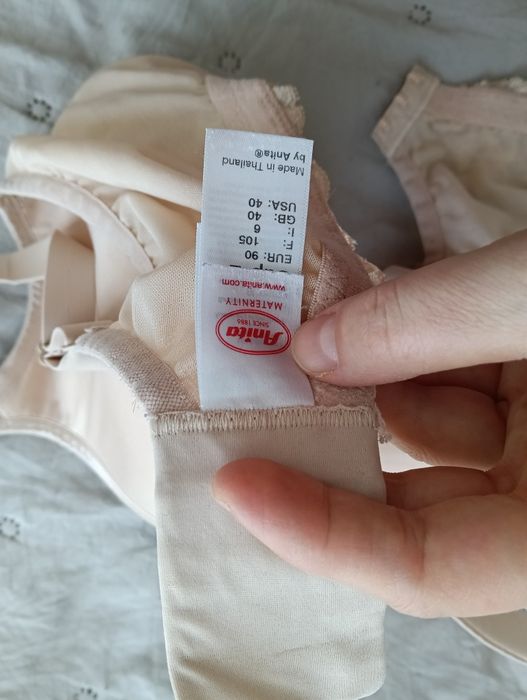 Anita
SINCE 1886
MATERNITY
www.anita.com
EUR: 90
F: 105
I: 6
GB: 40
USA: 40
Made in Thailand
by Anita®